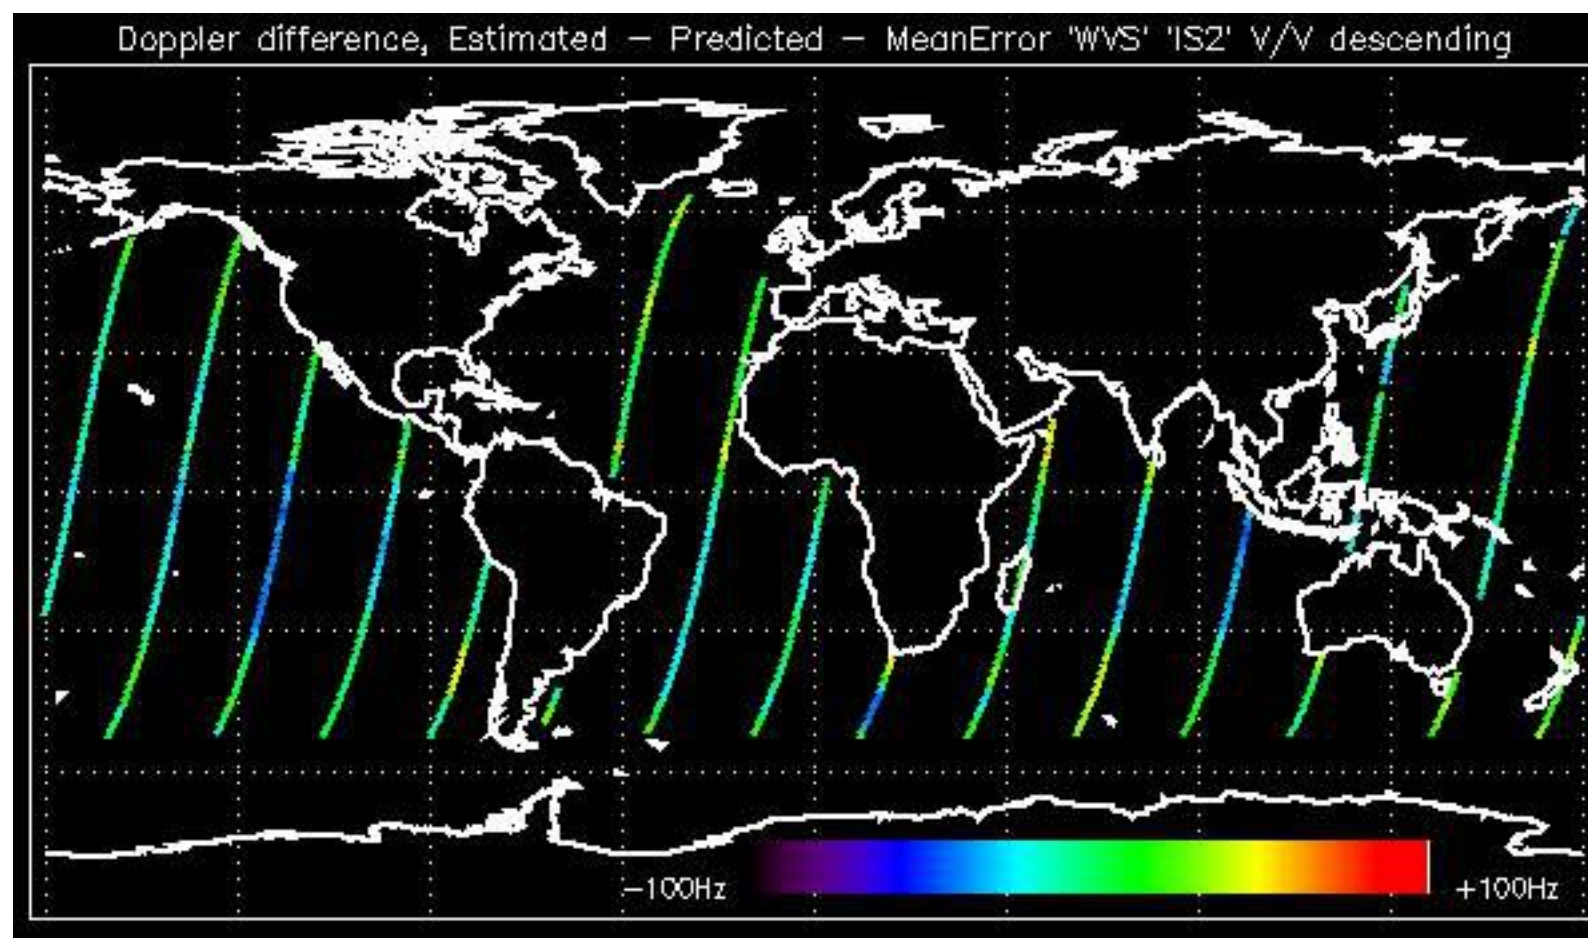 Doppler difference, Estimated – Predicted – MeanError 'WVS' 'IS2' V/V descending
−100Hz +100Hz